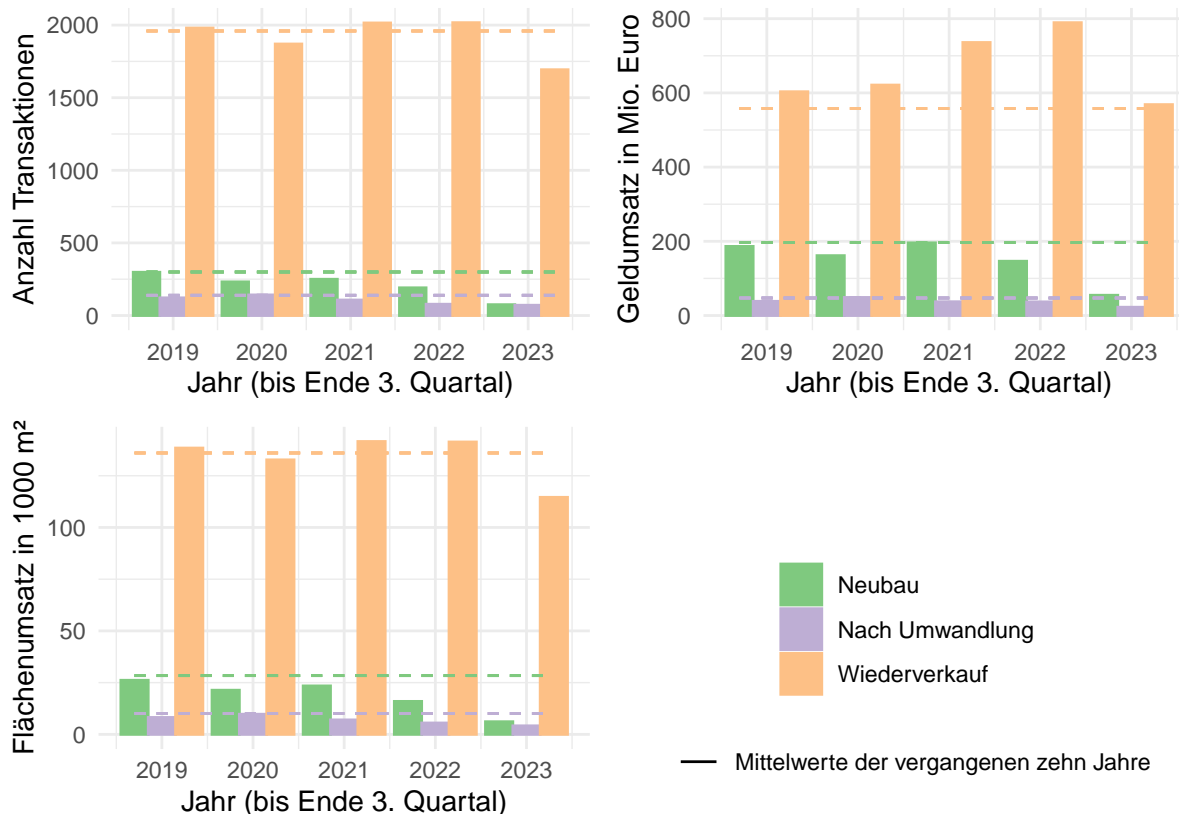 Anzahl Transaktionen
2000
1500
1000
500
0
2019 2020 2021 2022 2023
Jahr (bis Ende 3. Quartal)
Geldumsatz in Mio. Euro
800
600
400
200
0
2019 2020 2021 2022 2023
Jahr (bis Ende 3. Quartal)
Flächenumsatz in 1000 m²
100
50
0
2019 2020 2021 2022 2023
Jahr (bis Ende 3. Quartal)
Neubau
Nach Umwandlung
Wiederverkauf
Mittelwerte der vergangenen zehn Jahre